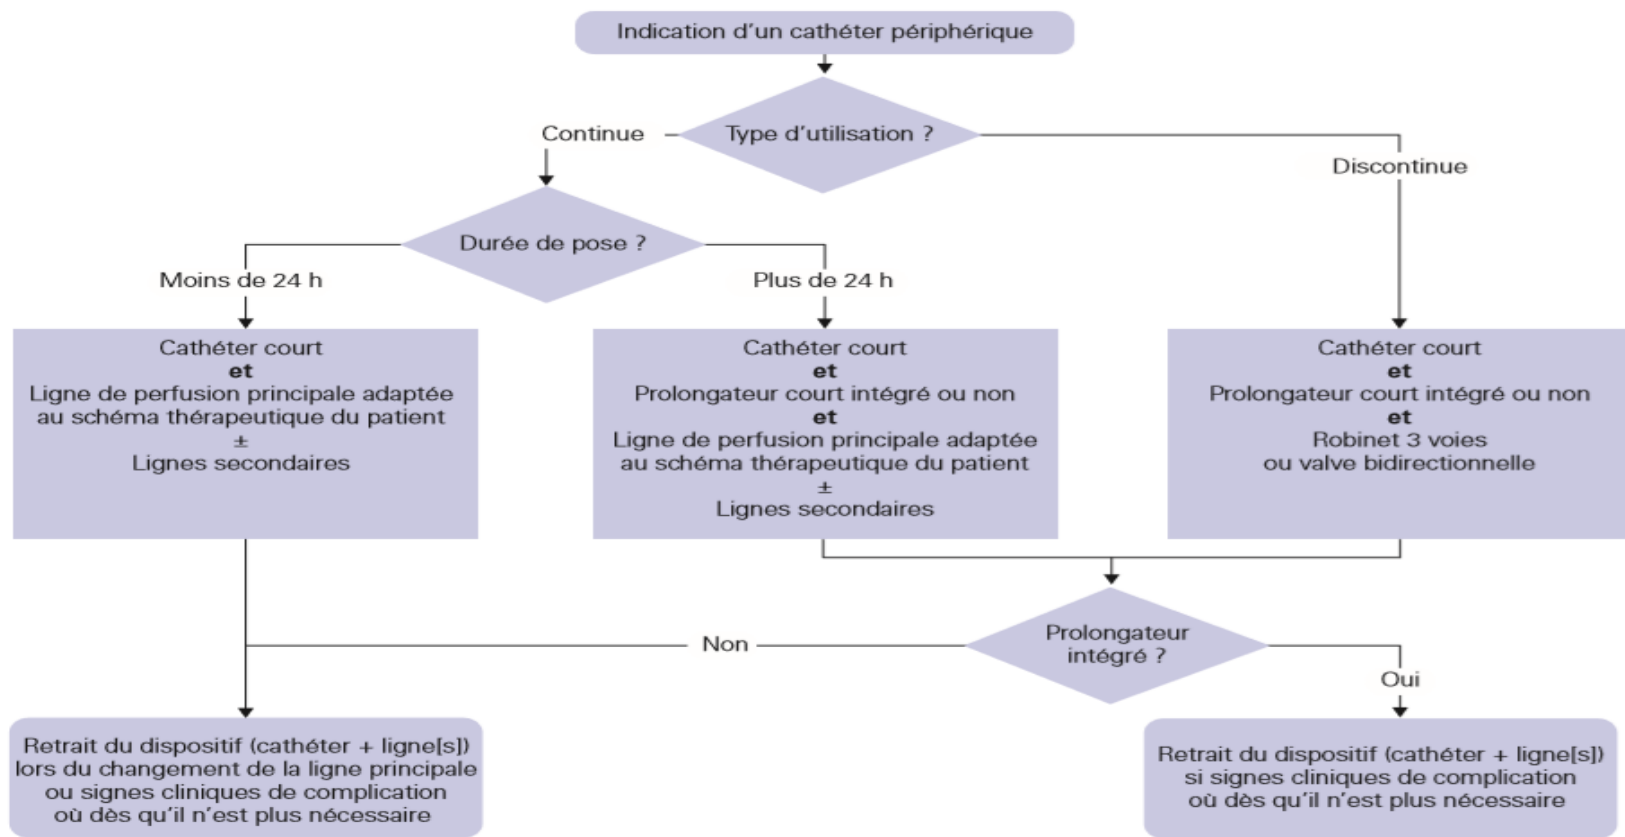 Indication d'un cathéter périphérique
Type d'utilisation ?
Continue
Discontinue
Durée de pose ?
Moins de 24 h
Plus de 24 h
Cathéter court
et
Ligne de perfusion principale adaptée
au schéma thérapeutique du patient
±
Lignes secondaires
Cathéter court
et
Prolongateur court intégré ou non
et
Ligne de perfusion principale adaptée
au schéma thérapeutique du patient
±
Lignes secondaires
Cathéter court
et
Prolongateur court intégré ou non
et
Robinet 3 voies
ou valve bidirectionnelle
Prolongateur
intégré ?
Non
Oui
Retrait du dispositif (cathéter + ligne[s])
lors du changement de la ligne principale
ou signes cliniques de complication
où dès qu'il n'est plus nécessaire
Retrait du dispositif (cathéter + ligne[s])
si signes cliniques de complication
où dès qu'il n'est plus nécessaire